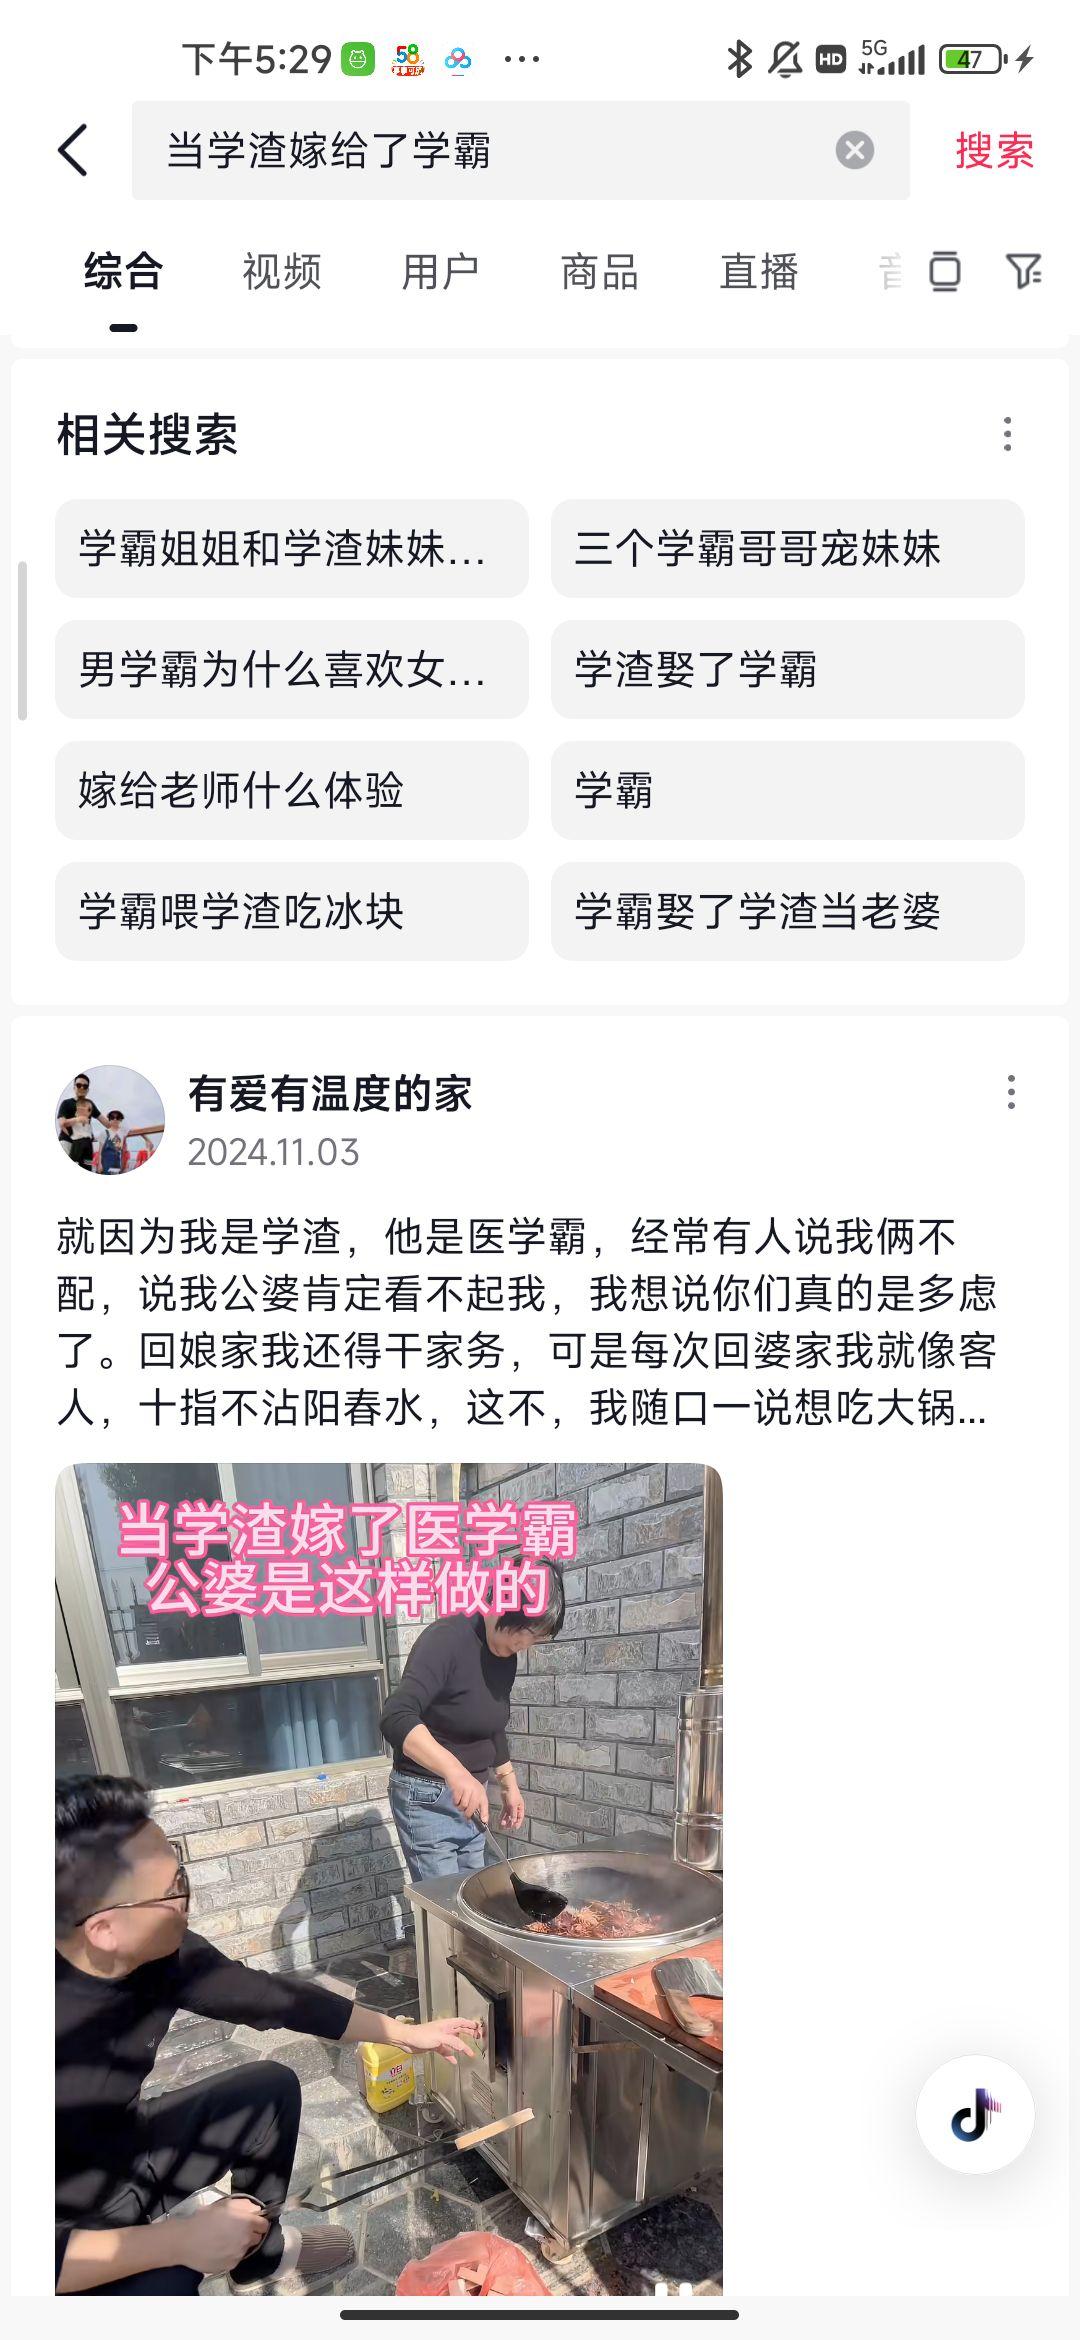 下午5:29
58
HD
5G
47
当学渣嫁给了学霸
搜索
综合
视频
用户
商品
直播
相关搜索
学霸姐姐和学渣妹妹...
三个学霸哥哥宠妹妹
男学霸为什么喜欢女...
学渣娶了学霸
嫁给老师什么体验
学霸
学霸喂学渣吃冰块
学霸娶了学渣当老婆
有爱有温度的家
2024.11.03
就因为我是学渣，他是医学霸，经常有人说我俩不
配，说我公婆肯定看不起我，我想说你们真的是多虑
了。回娘家我还得干家务，可是每次回婆家我就像客
人，十指不沾阳春水，这不，我随口一说想吃大锅...
当学渣嫁了医学霸
公婆是这样做的